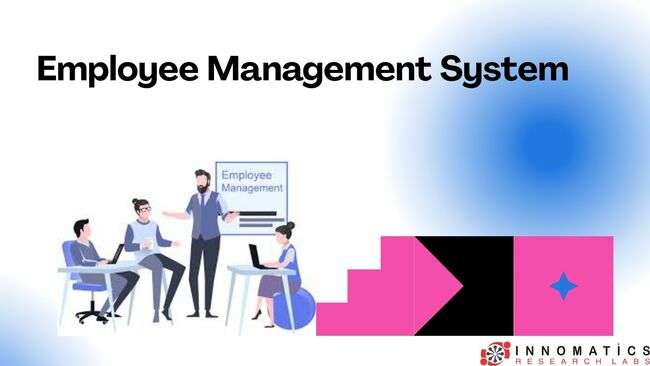 Employee Management System
Employee
Management
INNOMATICS
RESEARCH LABS